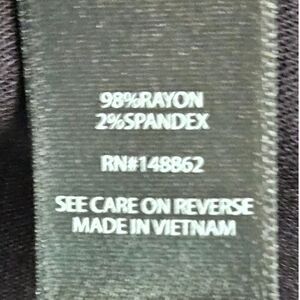 98%RAYON
2%SPANDEX
RN#148862
SEE CARE ON REVERSE
MADE IN VIETNAM